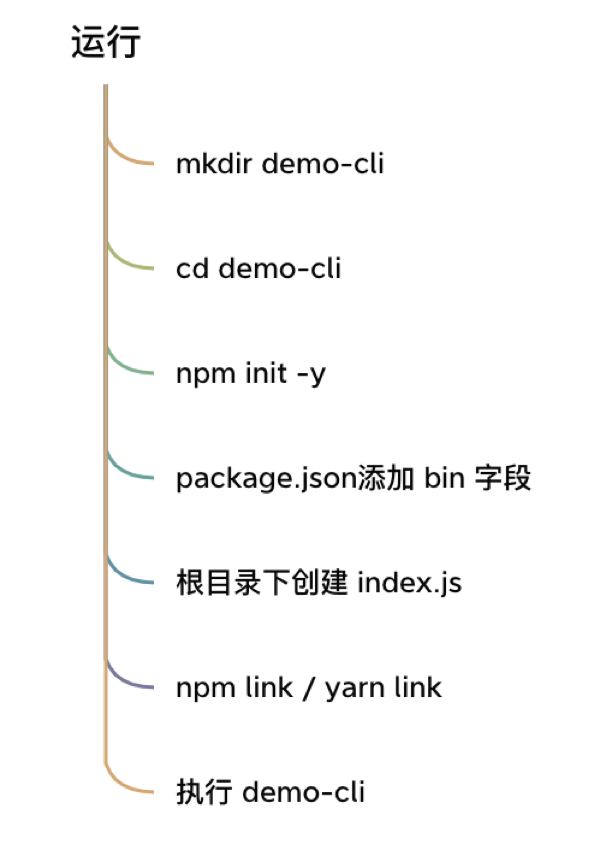 运行
mkdir demo-cli
cd demo-cli
npm init -y
package.json添加 bin 字段
根目录下创建 index.js
npm link / yarn link
执行 demo-cli